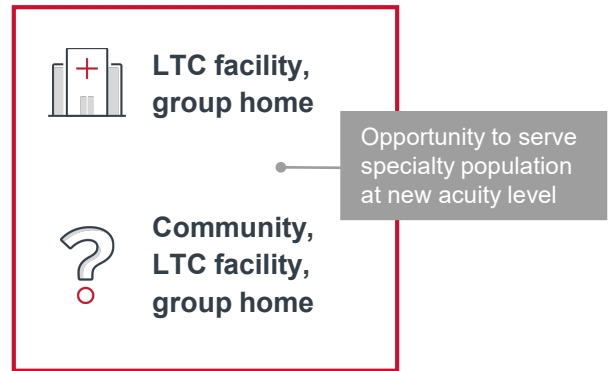 LTC facility,
group home
Opportunity to serve
specialty population
at new acuity level
Community,
LTC facility,
group home